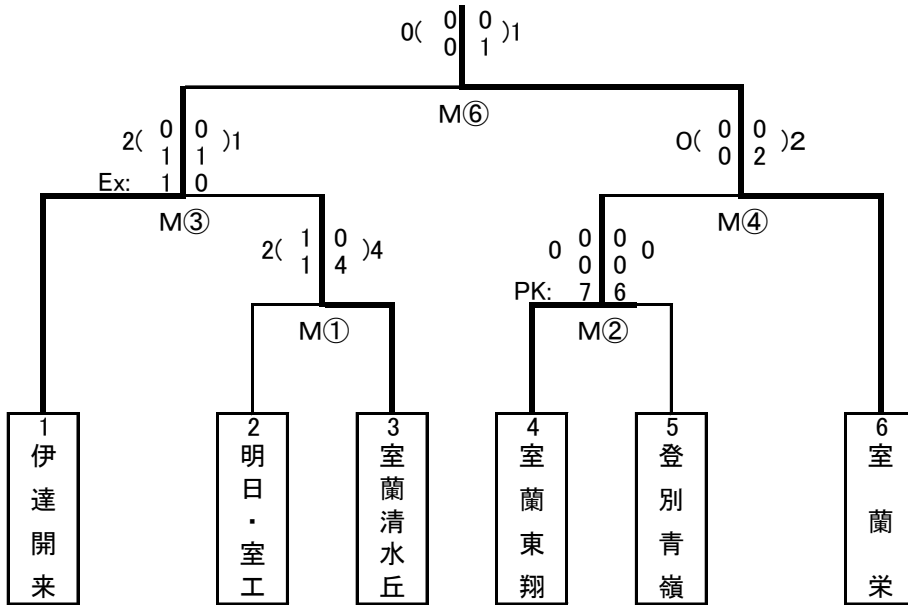 0( 0 0 )1
0 1
M⑥
2( 0 0 )1
1 1
Ex: 1 0
M③
0( 0 0 )2
0 2
M④
2( 1 0 )4
1 4
M①
0 0 0 0
0 0
PK: 7 6
M②
1 伊達開来
2 明日・室工
3 室蘭清水丘
4 室蘭東翔
5 登別青嶺
6 室蘭栄